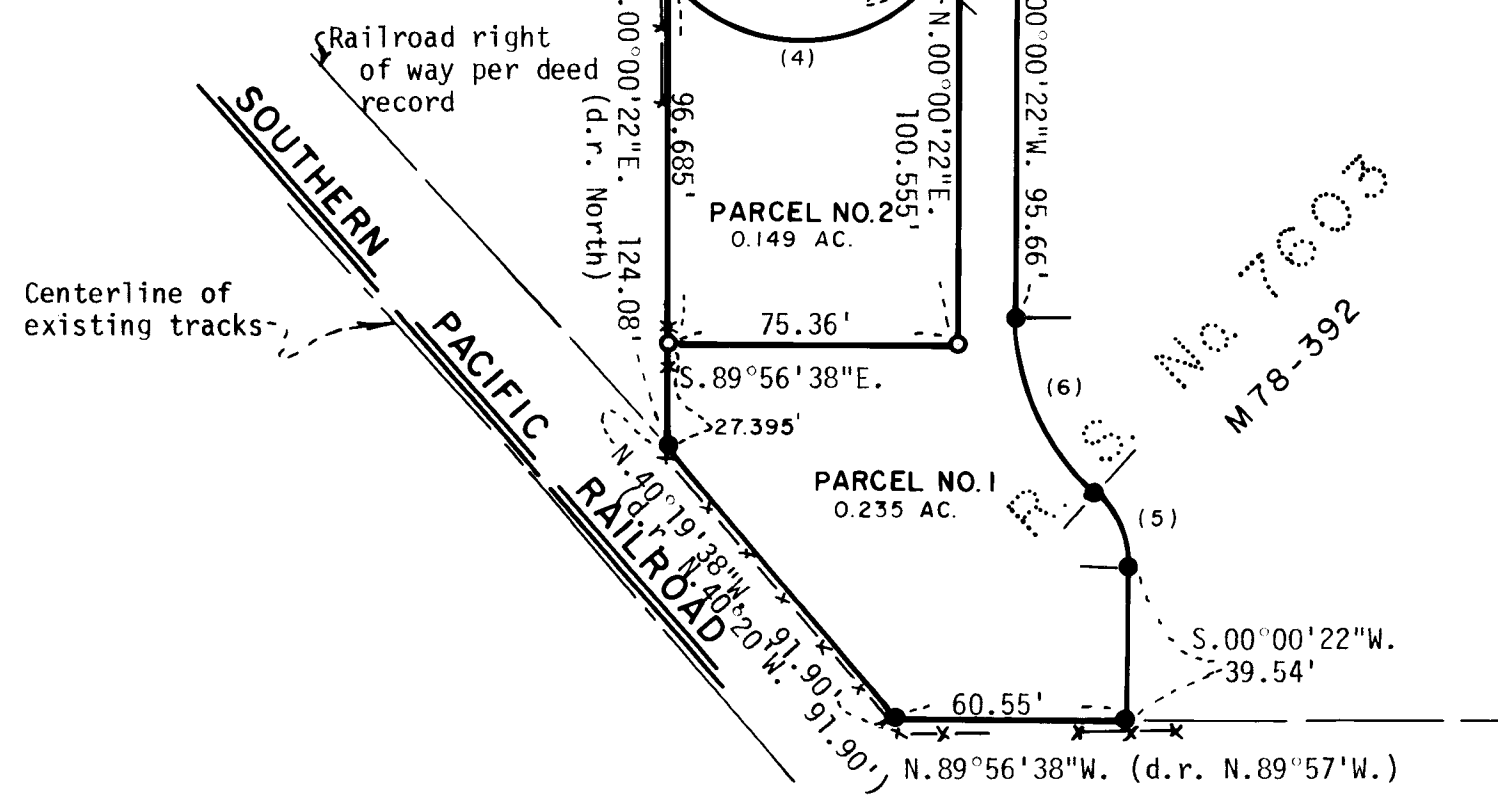 Railroad right
of way per deed
record
SOUTHERN
PACIFIC
RAILROAD
Centerline of
existing tracks
.00°00'22"E. 124.08'
(d.r. North)
96.685'
(4)
N.00°00'22"E.
100.555'
00°00'22"W. 95.66'
PARCEL NO.2
0.149 AC.
75.36'
S.89°56'38"E.
27.395'
(6)
R. S. No. 7603
M78-392
PARCEL NO.1
0.235 AC.
(5)
N.40°19'38"W 91.90'
(d.r. N.40°20'W. 91.90')
S.00°00'22"W.
39.54'
60.55'
N.89°56'38"W. (d.r. N.89°57'W.)